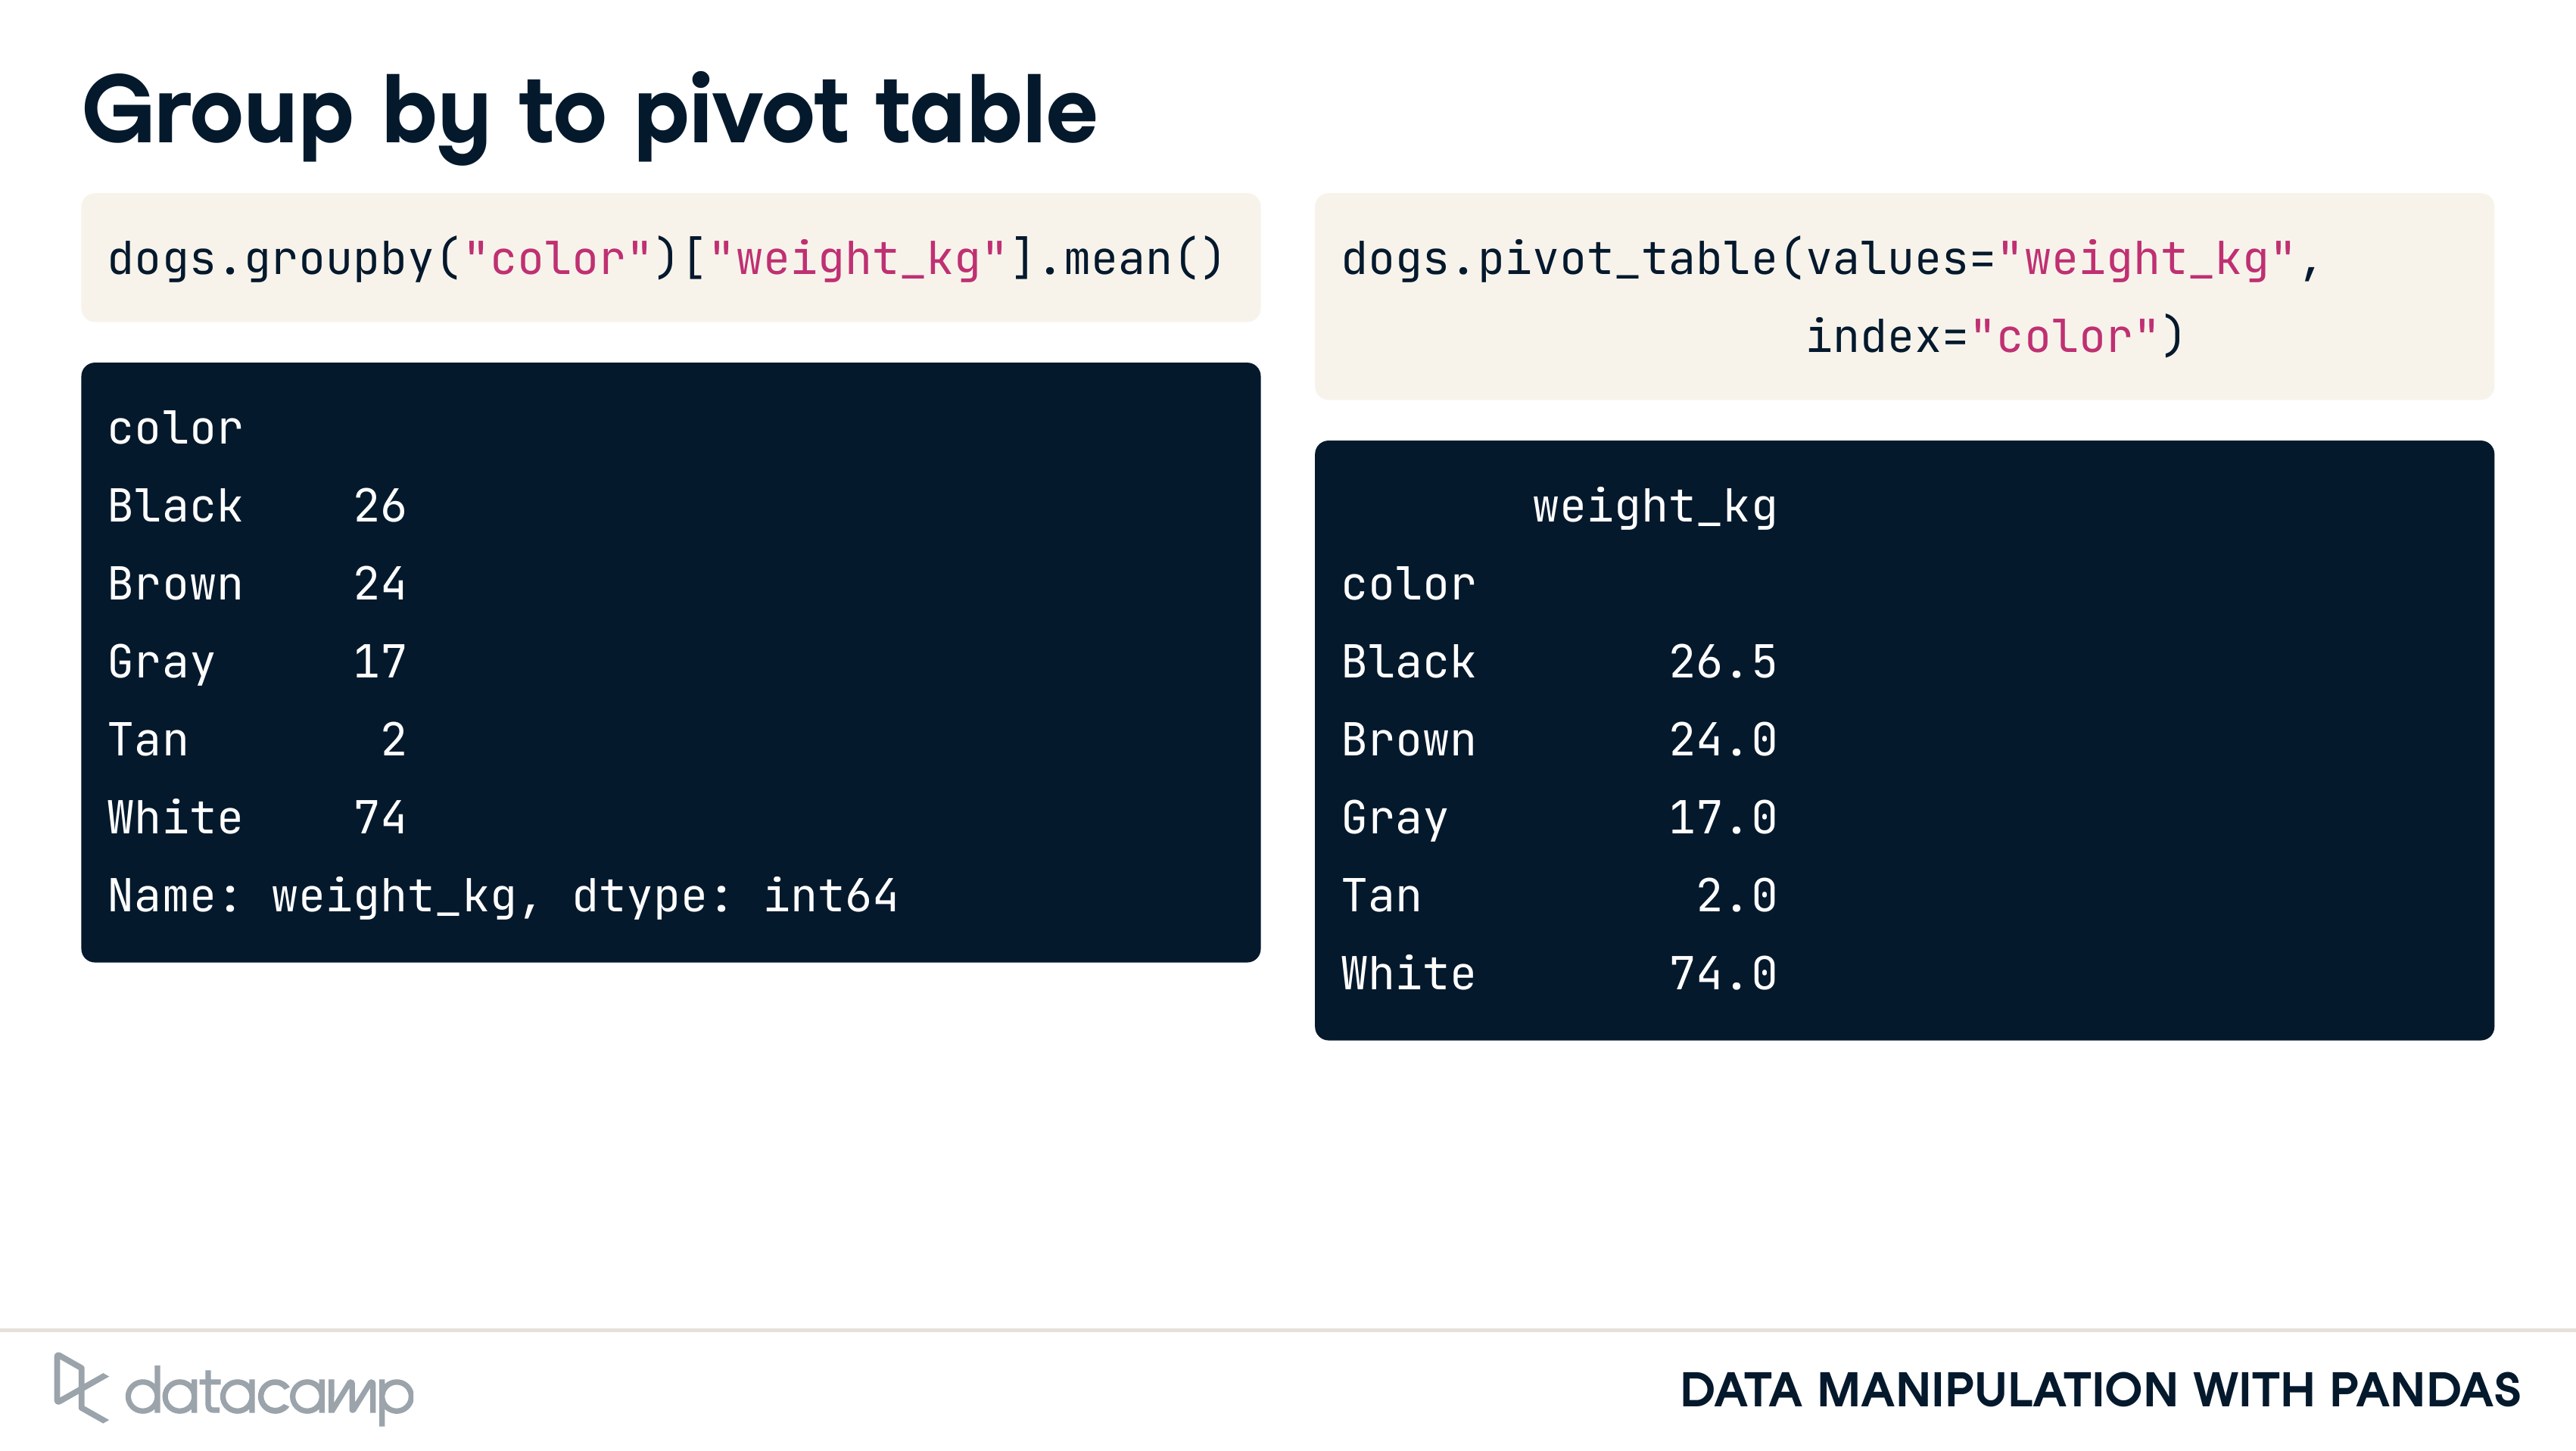 Group by to pivot table
dogs.groupby("color")["weight_kg"].mean()
color
Black    26
Brown    24
Gray     17
Tan       2
White    74
Name: weight_kg, dtype: int64
dogs.pivot_table(values="weight_kg",
                 index="color")
       weight_kg
color
Black       26.5
Brown       24.0
Gray        17.0
Tan          2.0
White       74.0
datacamp
DATA MANIPULATION WITH PANDAS